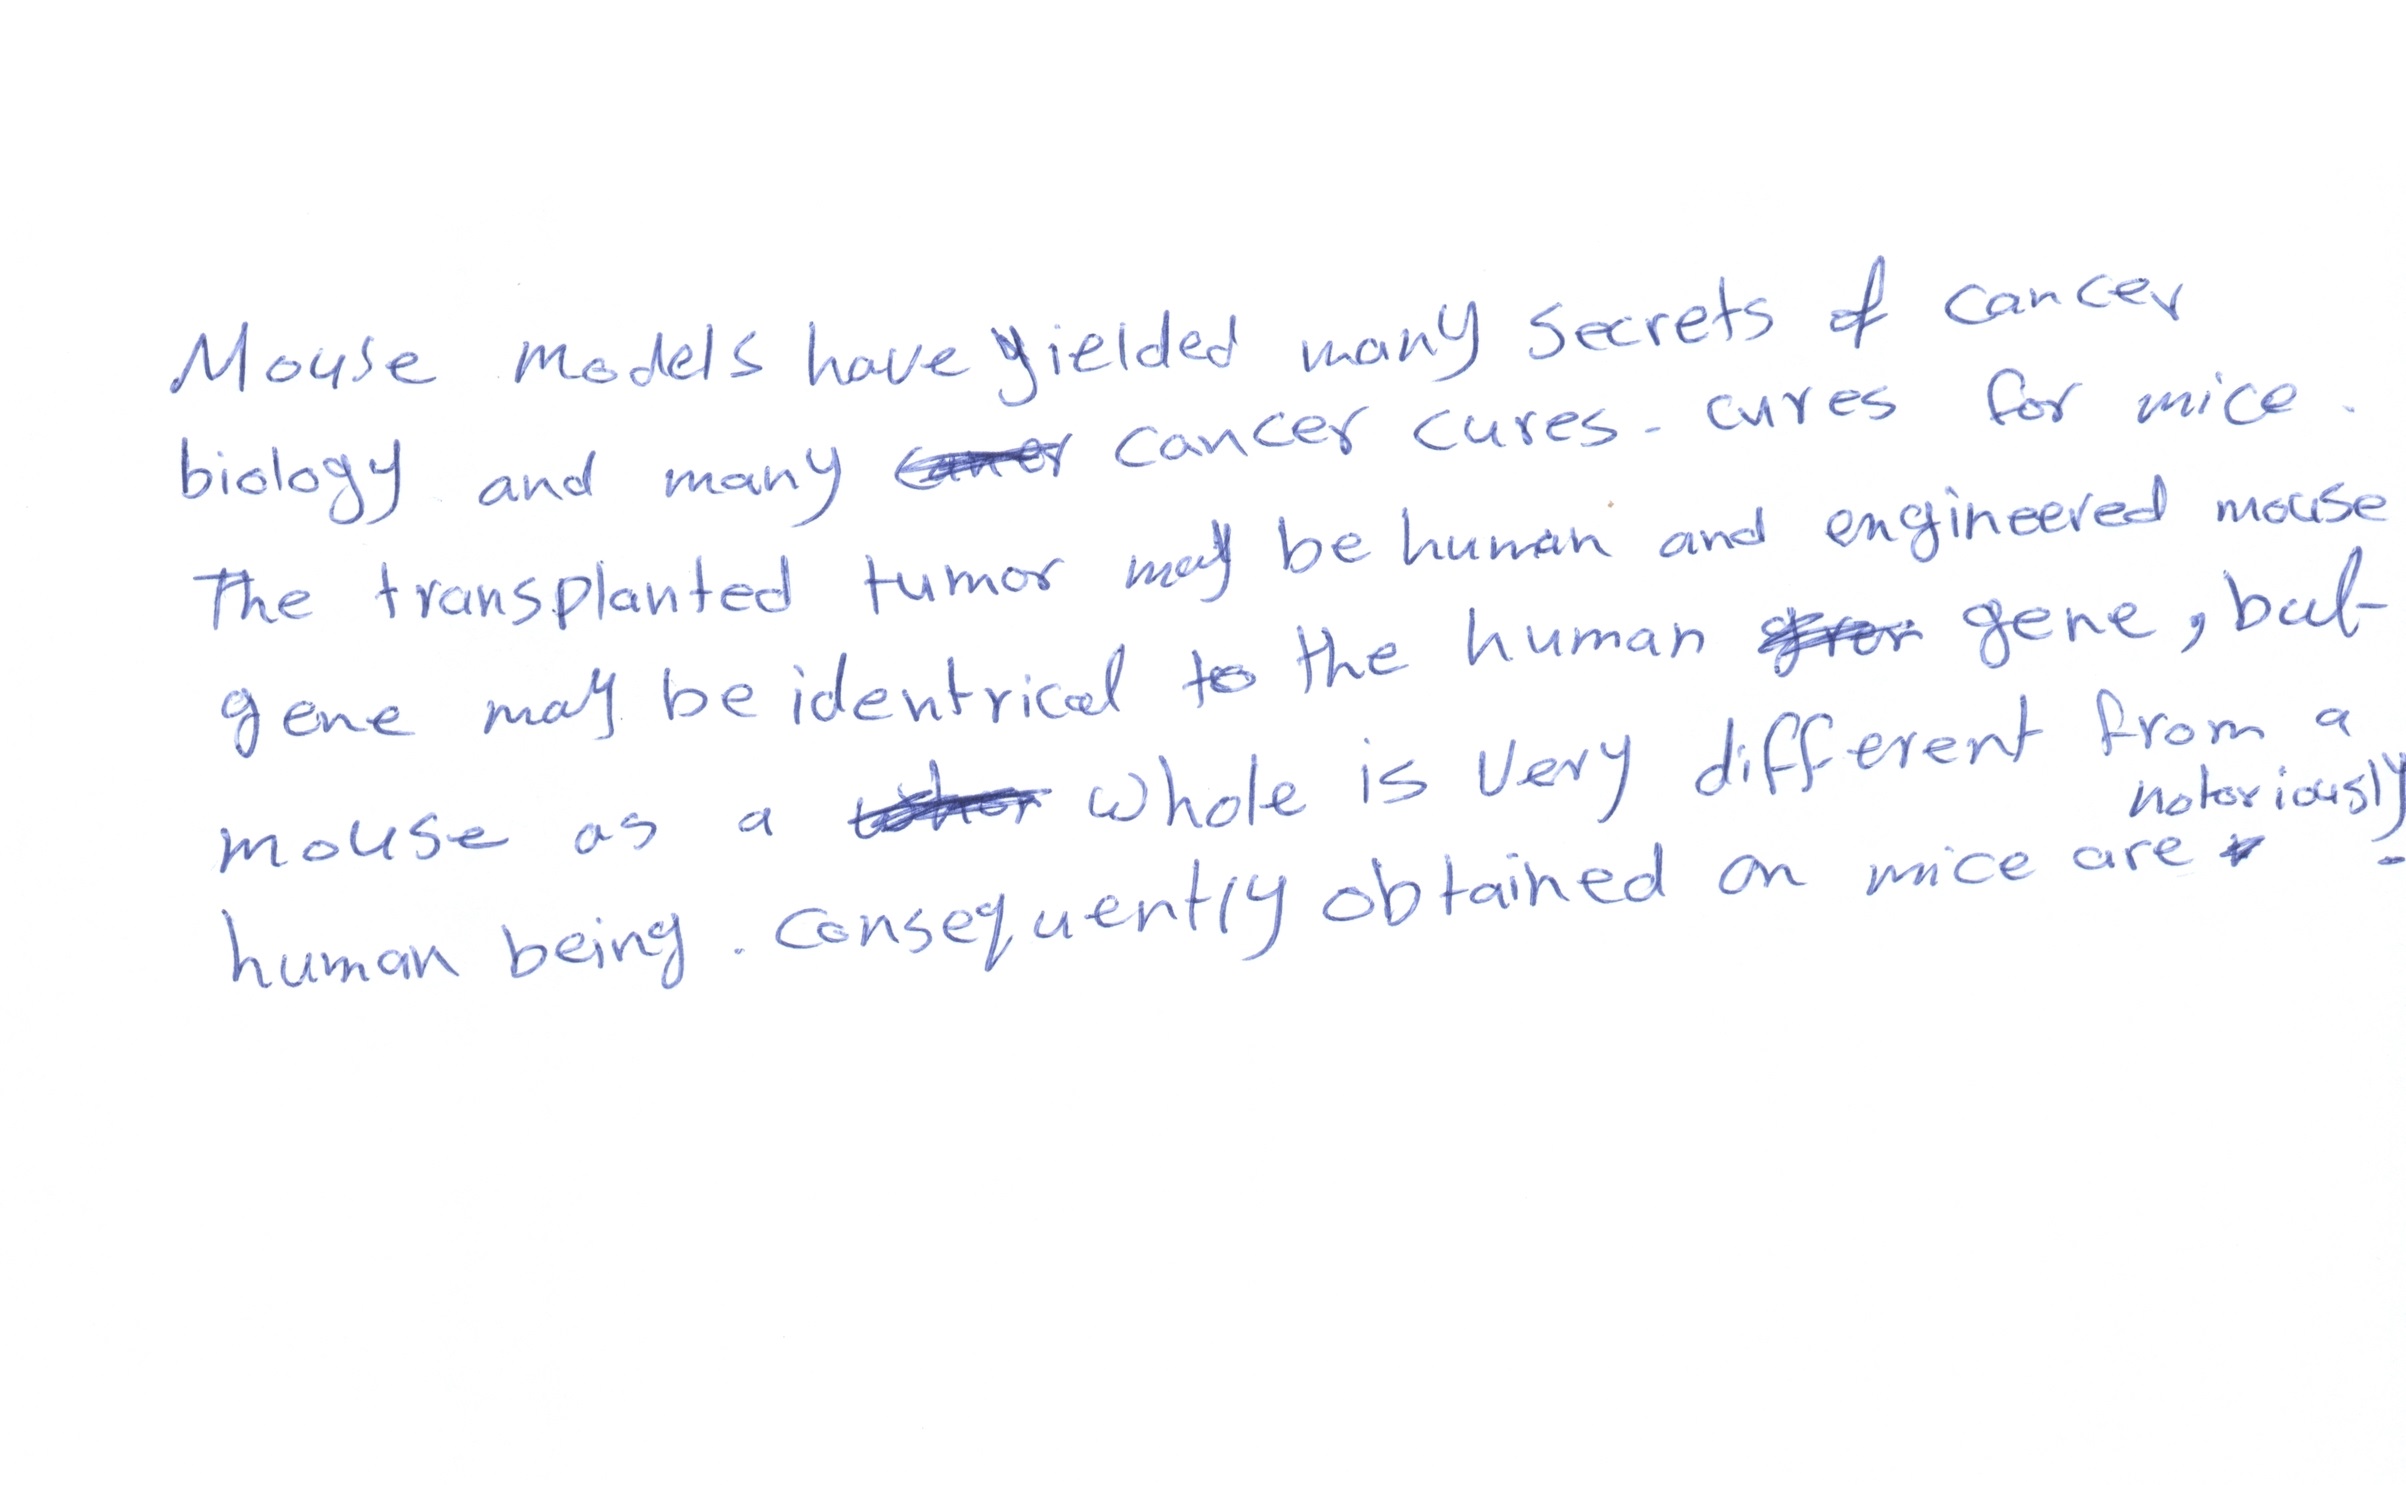 Mouse models have yielded many secrets of cancer
biology and many cancer cures. cures for mice.
The transplanted tumor may be human and engineered mouse
gene may be identrical to the human gene, but
mouse as a whole is very different from a
notoriously
human being. Consequently obtained on mice are